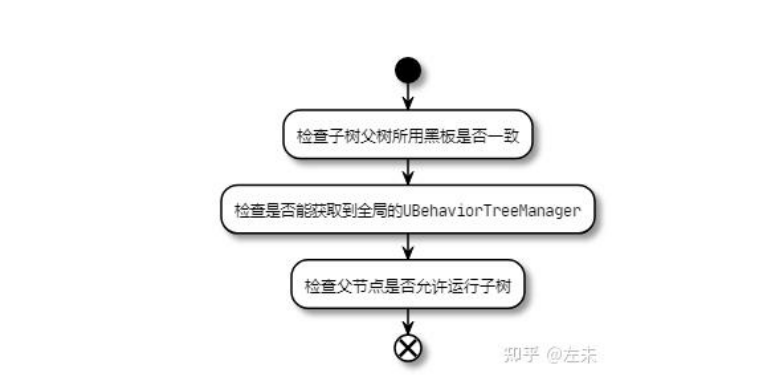 检查子树父树所用黑板是否一致
检查是否能获取到全局的UBehaviorTreeManager
检查父节点是否允许运行子树
知乎 @左未